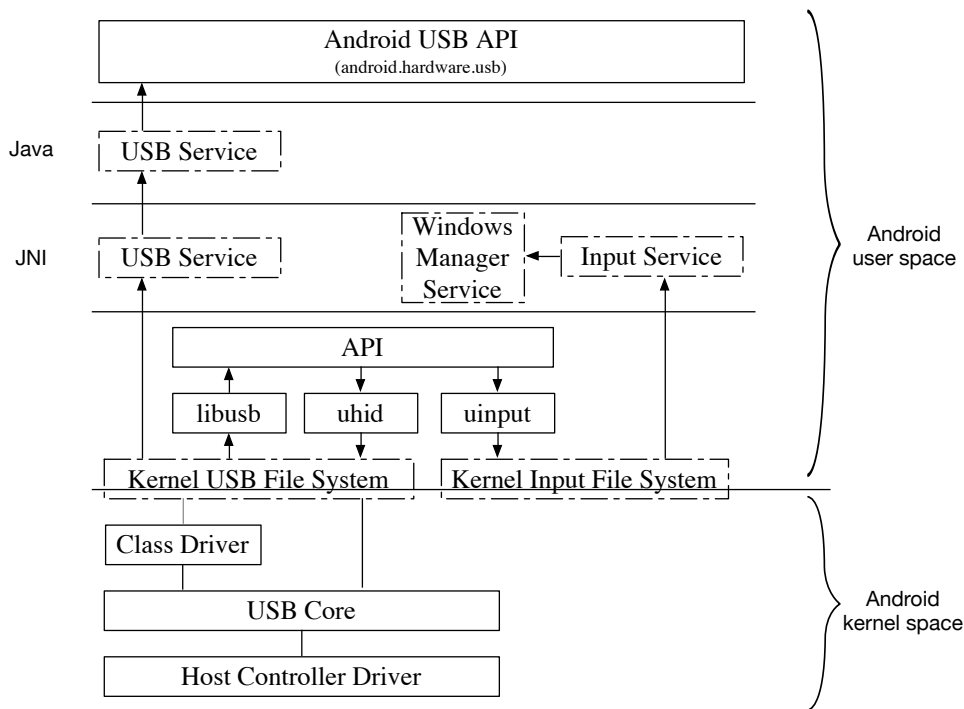 Android USB API
(android.hardware.usb)
Java
USB Service
JNI
USB Service
Windows
Manager
Service
Input Service
Android
user space
API
libusb
uhid
uinput
Kernel USB File System
Kernel Input File System
Class Driver
USB Core
Host Controller Driver
Android
kernel space